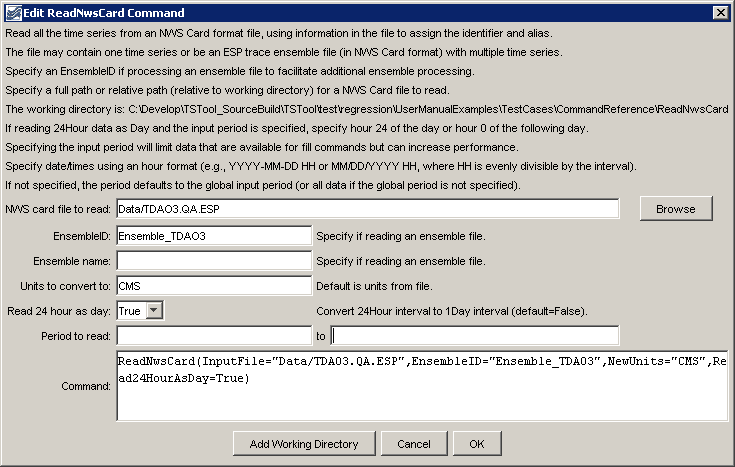 Edit ReadNwsCard Command
Read all the time series from an NWS Card format file, using information in the file to assign the identifier and alias.
The file may contain one time series or be an ESP trace ensemble file (in NWS Card format) with multiple time series.
Specify an EnsembleID if processing an ensemble file to facilitate additional ensemble processing.
Specify a full path or relative path (relative to working directory) for a NWS Card file to read.
The working directory is: C:\Develop\TSTool_SourceBuild\TSTool\test\regression\UserManualExamples\TestCases\CommandReference\ReadNwsCard
If reading 24Hour data as Day and the input period is specified, specify hour 24 of the day or hour 0 of the following day.
Specifying the input period will limit data that are available for fill commands but can increase performance.
Specify date/times using an hour format (e.g., YYYY-MM-DD HH or MM/DD/YYYY HH, where HH is evenly divisible by the interval).
If not specified, the period defaults to the global input period (or all data if the global period is not specified).
NWS card file to read: Data/TDAO3.QA.ESP Browse
EnsembleID: Ensemble_TDAO3 Specify if reading an ensemble file.
Ensemble name: Specify if reading an ensemble file.
Units to convert to: CMS Default is units from file.
Read 24 hour as day: True Convert 24Hour interval to 1Day interval (default=False).
Period to read: to
Command: ReadNwsCard(InputFile="Data/TDAO3.QA.ESP",EnsembleID="Ensemble_TDAO3",NewUnits="CMS",Re
ad24HourAsDay=True)
Add Working Directory Cancel OK